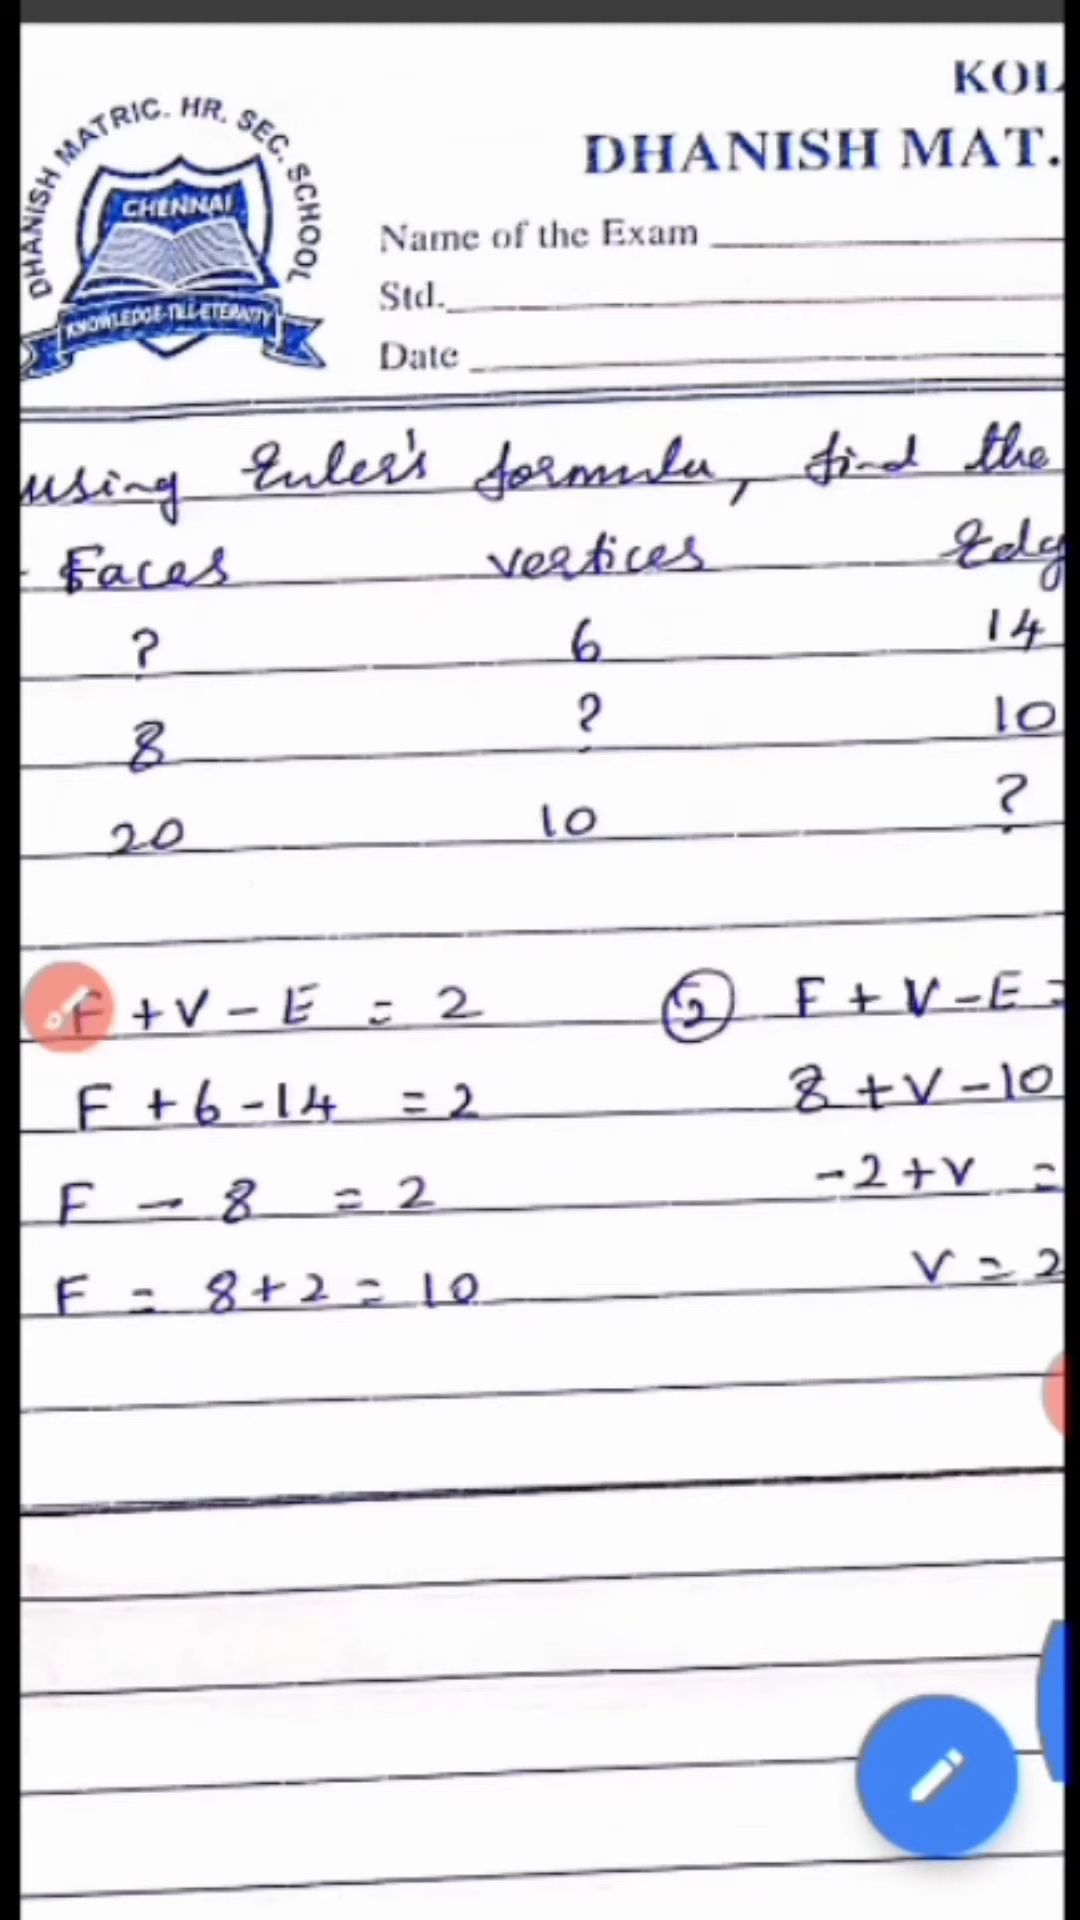 KOL
DHANISH MATRIC. HR. SEC. SCHOOL
CHENNAI
KNOWLEDGE-TILL-ETERNITY
DHANISH MAT.
Name of the Exam
Std.
Date
using Euler's formula, find the
Faces vertices Edg
? 6 14
8 ? 10
20 10 ?
F + V - E = 2
F + 6 - 14 = 2
F - 8 = 2
F = 8 + 2 = 10
② F + V - E =
8 + V - 10
-2 + V =
V = 2